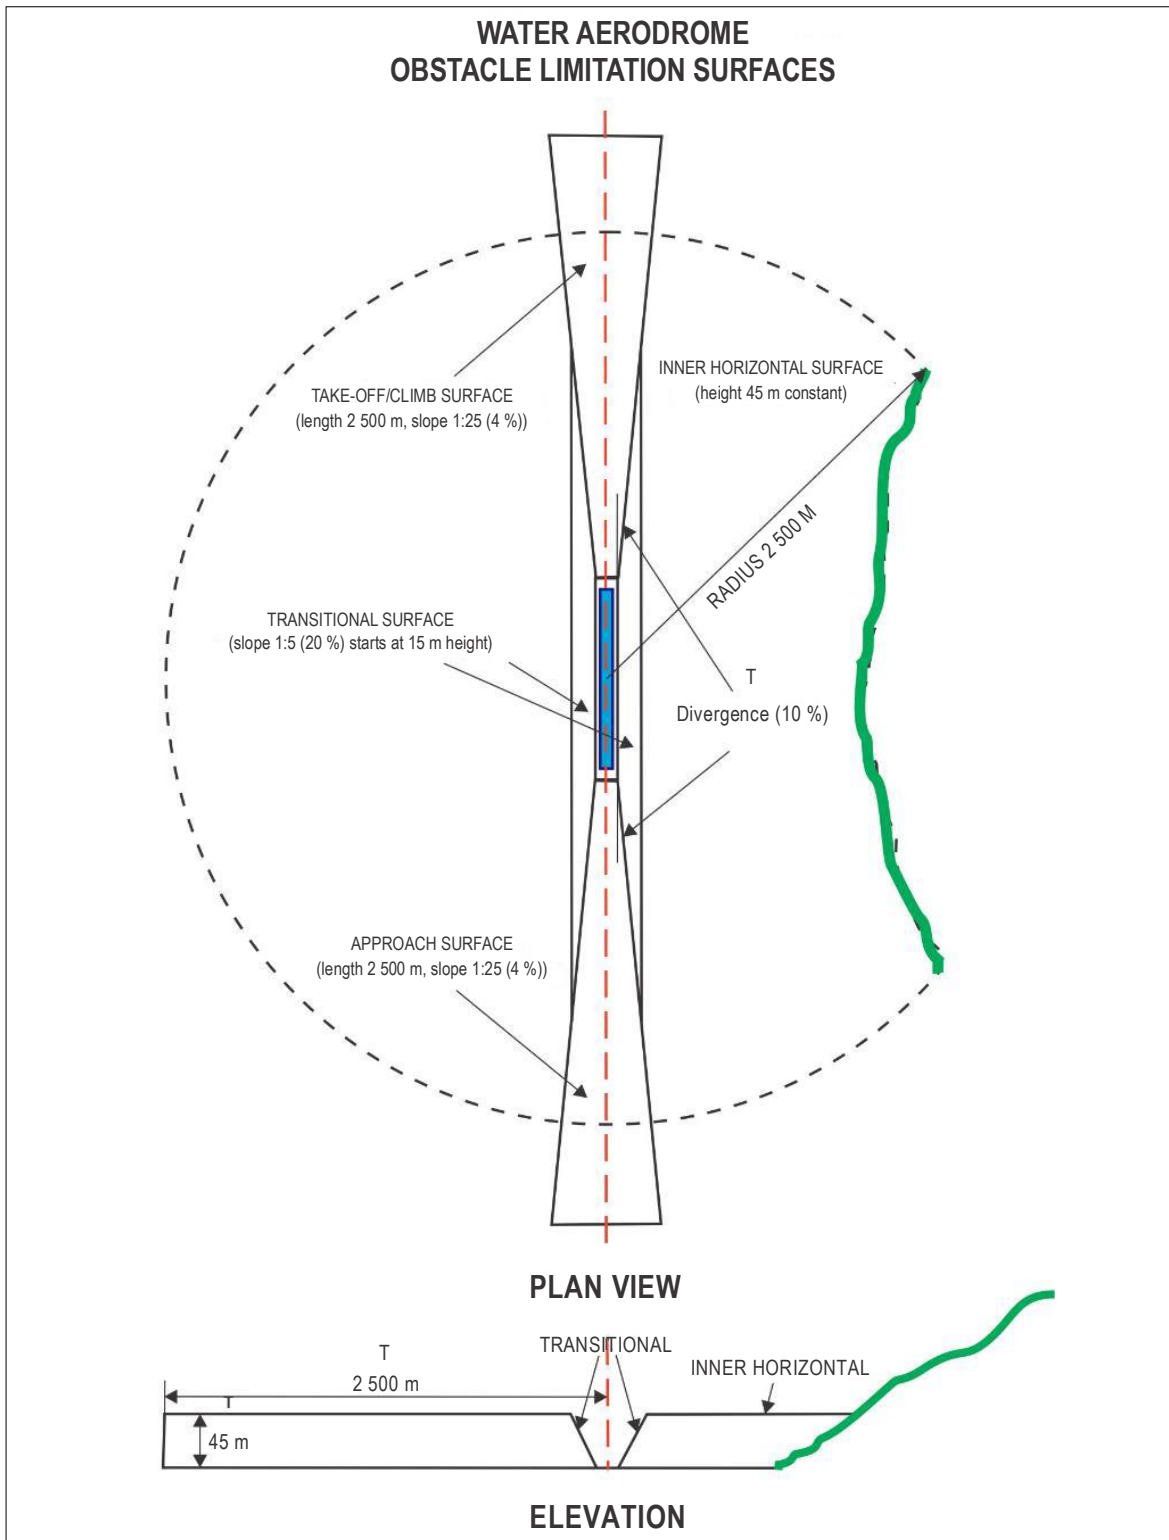 WATER AERODROME
OBSTACLE LIMITATION SURFACES
TAKE-OFF/CLIMB SURFACE
(length 2 500 m, slope 1:25 (4 %))
INNER HORIZONTAL SURFACE
(height 45 m constant)
RADIUS 2 500 M
TRANSITIONAL SURFACE
(slope 1:5 (20 %) starts at 15 m height)
T
Divergence (10 %)
APPROACH SURFACE
(length 2 500 m, slope 1:25 (4 %))
PLAN VIEW
TRANSITIONAL
T
2 500 m
INNER HORIZONTAL
T
45 m
ELEVATION